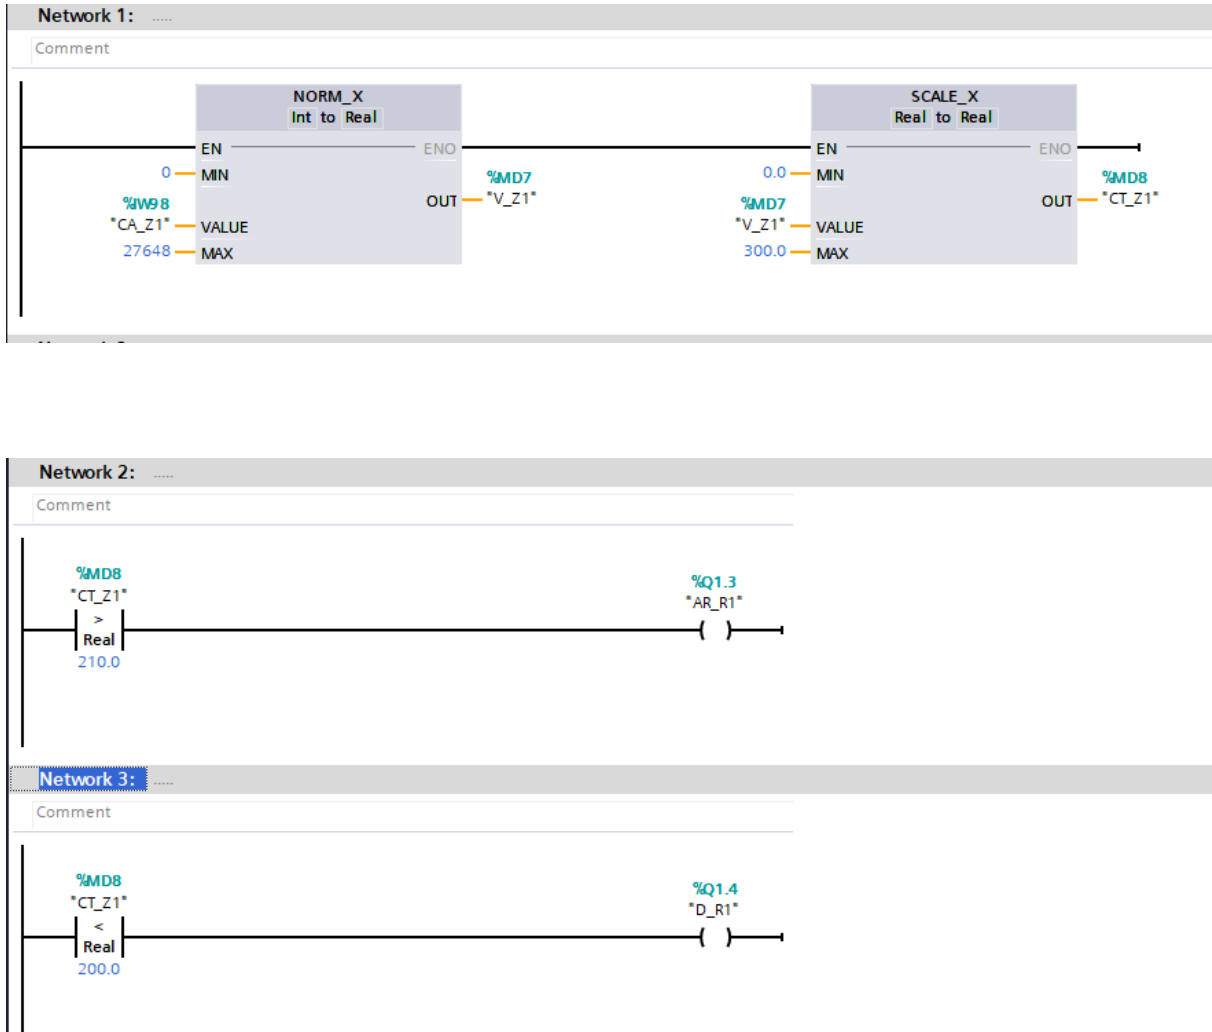 Network 1: .....
Comment
NORM_X
Int to Real
EN
ENO
0
MIN
%MD7
"V_Z1"
OUT
%IW98
"CA_Z1"
VALUE
27648
MAX
SCALE_X
Real to Real
EN
ENO
0.0
MIN
%MD8
"CT_Z1"
OUT
%MD7
"V_Z1"
VALUE
300.0
MAX
Network 2: .....
Comment
%MD8
"CT_Z1"
>
Real
210.0
%Q1.3
"AR_R1"
( )
Network 3: .....
Comment
%MD8
"CT_Z1"
<
Real
200.0
%Q1.4
"D_R1"
( )